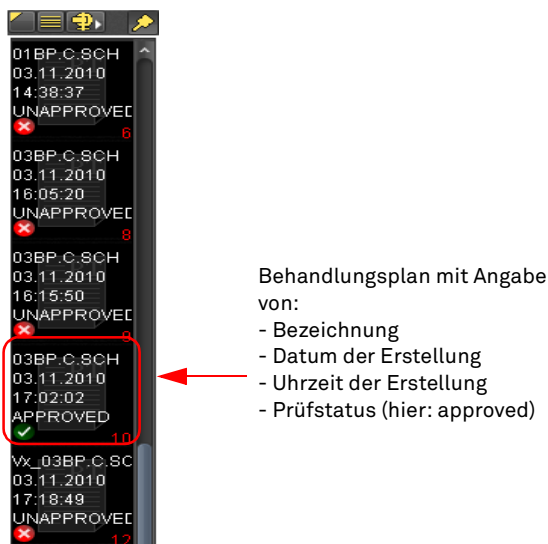 01BP.C.SCH
03.11.2010
14:38:37
UNAPPROVED
6
03BP.C.SCH
03.11.2010
16:05:20
UNAPPROVED
8
03BP.C.SCH
03.11.2010
16:15:50
UNAPPROVED
9
03BP.C.SCH
03.11.2010
17:02:02
APPROVED
10
Vx_03BP.C.SC
03.11.2010
17:18:49
UNAPPROVED
12
Behandlungsplan mit Angabe
von:
- Bezeichnung
- Datum der Erstellung
- Uhrzeit der Erstellung
- Prüfstatus (hier: approved)